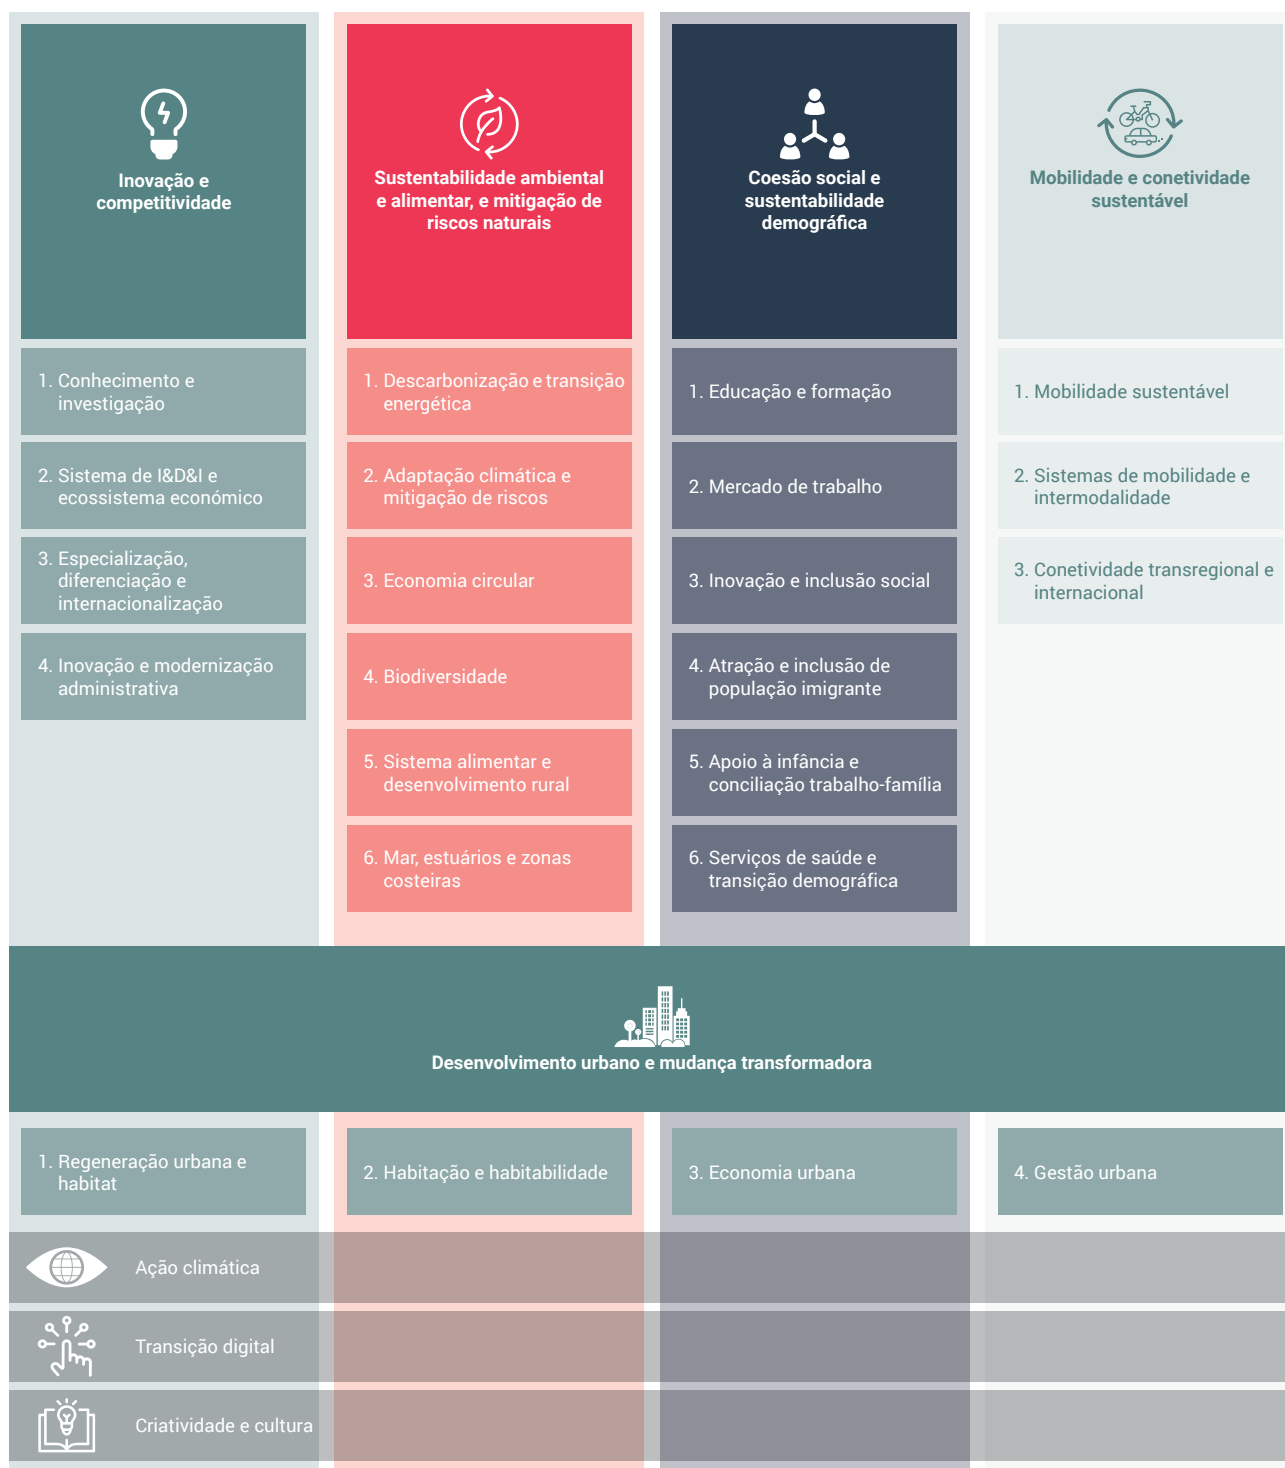 Inovação e
competitividade
1. Conhecimento e
investigação
2. Sistema de I&D&I e
ecossistema económico
3. Especialização,
diferenciação e
internacionalização
4. Inovação e modernização
administrativa
Sustentabilidade ambiental
e alimentar, e mitigação de
riscos naturais
1. Descarbonização e transição
energética
2. Adaptação climática e
mitigação de riscos
3. Economia circular
4. Biodiversidade
5. Sistema alimentar e
desenvolvimento rural
6. Mar, estuários e zonas
costeiras
Coesão social e
sustentabilidade
demográfica
1. Educação e formação
2. Mercado de trabalho
3. Inovação e inclusão social
4. Atração e inclusão de
população imigrante
5. Apoio à infância e
conciliação trabalho-família
6. Serviços de saúde e
transição demográfica
Mobilidade e conetividade
sustentável
1. Mobilidade sustentável
2. Sistemas de mobilidade e
intermodalidade
3. Conetividade transregional e
internacional
Desenvolvimento urbano e mudança transformadora
1. Regeneração urbana e
habitat
2. Habitação e habitabilidade
3. Economia urbana
4. Gestão urbana
Ação climática
Transição digital
Criatividade e cultura